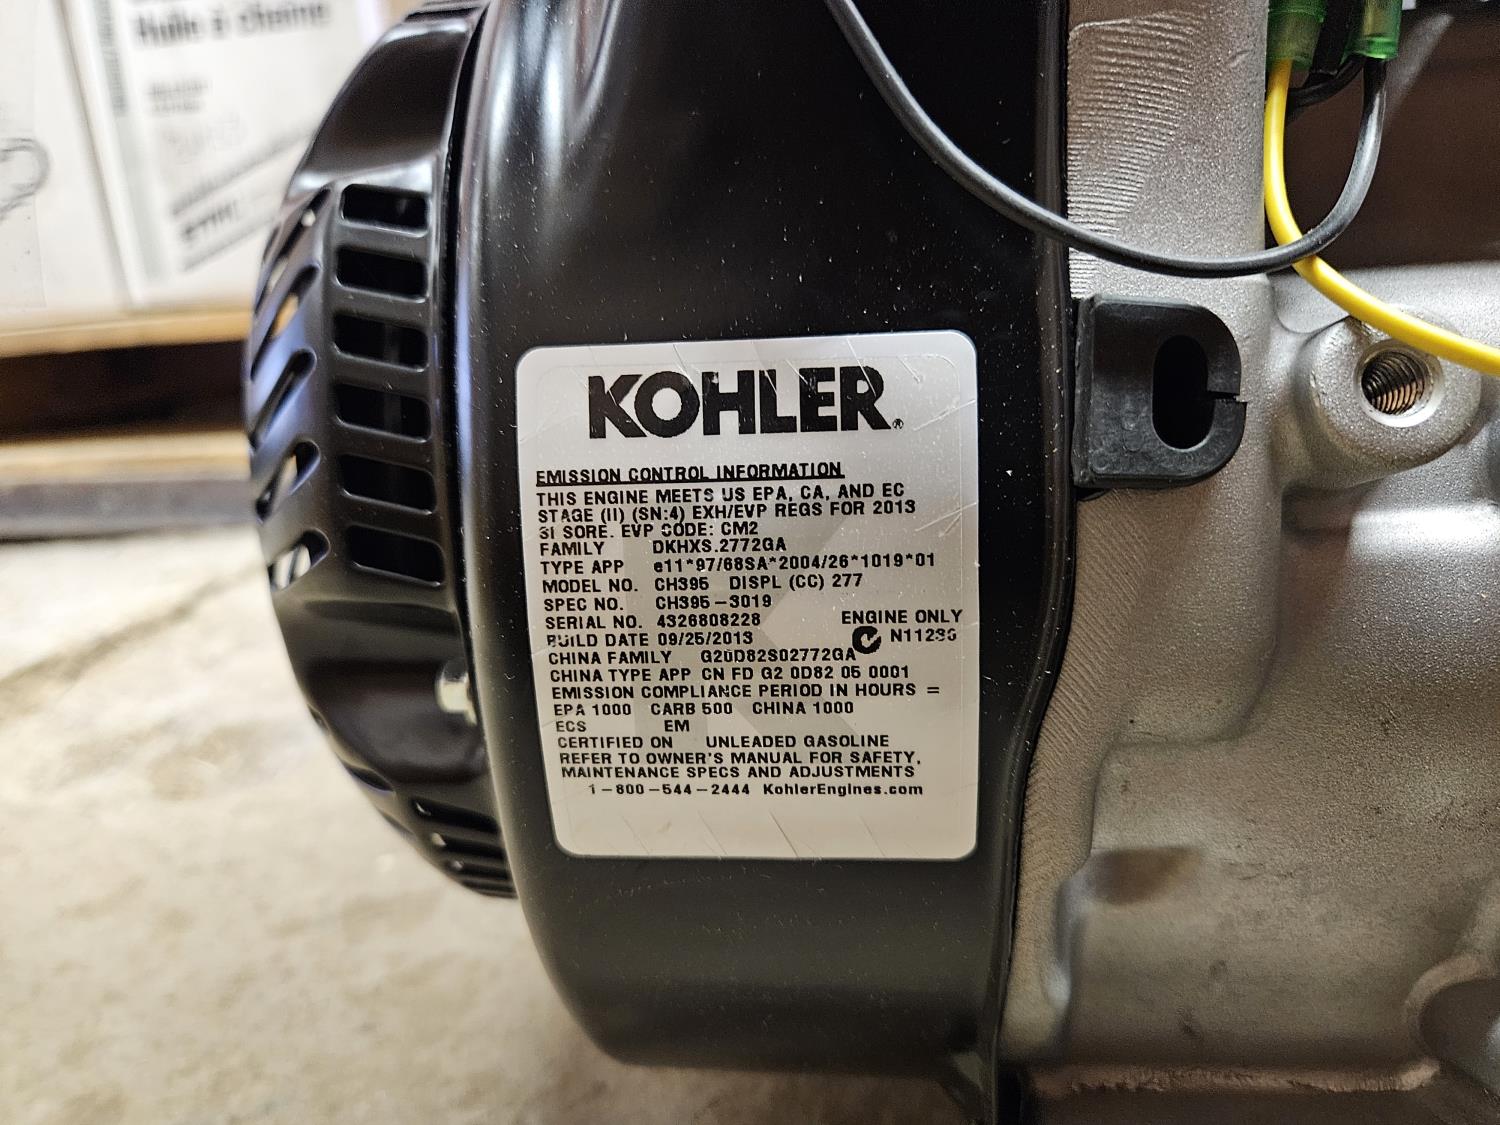 Huile à chaîne
KOHLER®
EMISSION CONTROL INFORMATION
THIS ENGINE MEETS US EPA, CA, AND EC
STAGE (II) (SN:4) EXH/EVP REGS FOR 2013
SI SORE. EVP CODE: CM2
FAMILY DKHXS.2772GA
TYPE APP e11*97/68SA*2004/26*1019*01
MODEL NO. CH395 DISPL (CC) 277
SPEC NO. CH395-3019
SERIAL NO. 4326808228 ENGINE ONLY
BUILD DATE 09/25/2013
CHINA FAMILY G20D82S02772GA
CHINA TYPE APP CN FD G2 0D82 05 0001
EMISSION COMPLIANCE PERIOD IN HOURS =
EPA 1000 CARB 500 CHINA 1000
ECS EM
CERTIFIED ON UNLEADED GASOLINE
REFER TO OWNER'S MANUAL FOR SAFETY,
MAINTENANCE SPECS AND ADJUSTMENTS
1-800-544-2444 KohlerEngines.com